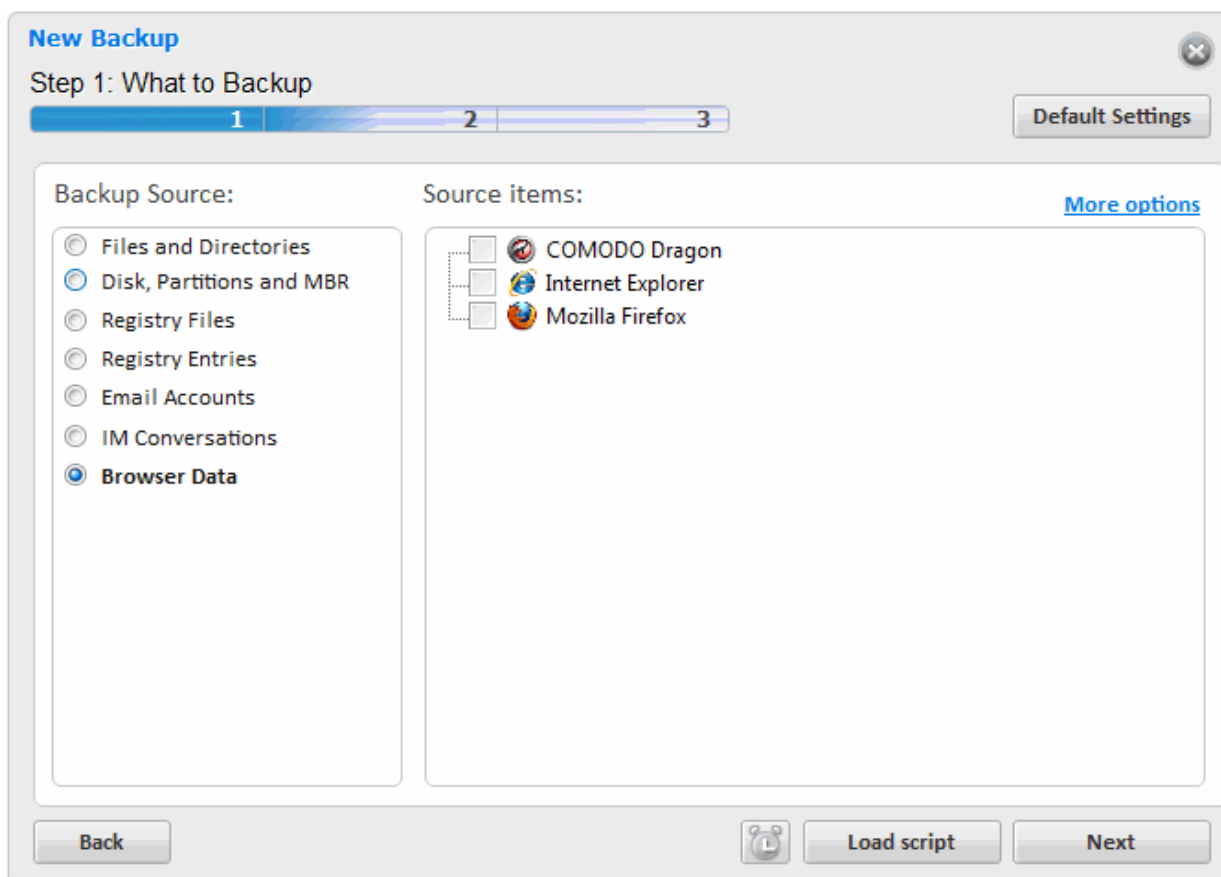 New Backup
Step 1: What to Backup
1 2 3
Default Settings
Backup Source:
Files and Directories
Disk, Partitions and MBR
Registry Files
Registry Entries
Email Accounts
IM Conversations
Browser Data
Source items:
More options
COMODO Dragon
Internet Explorer
Mozilla Firefox
Back
Load script
Next